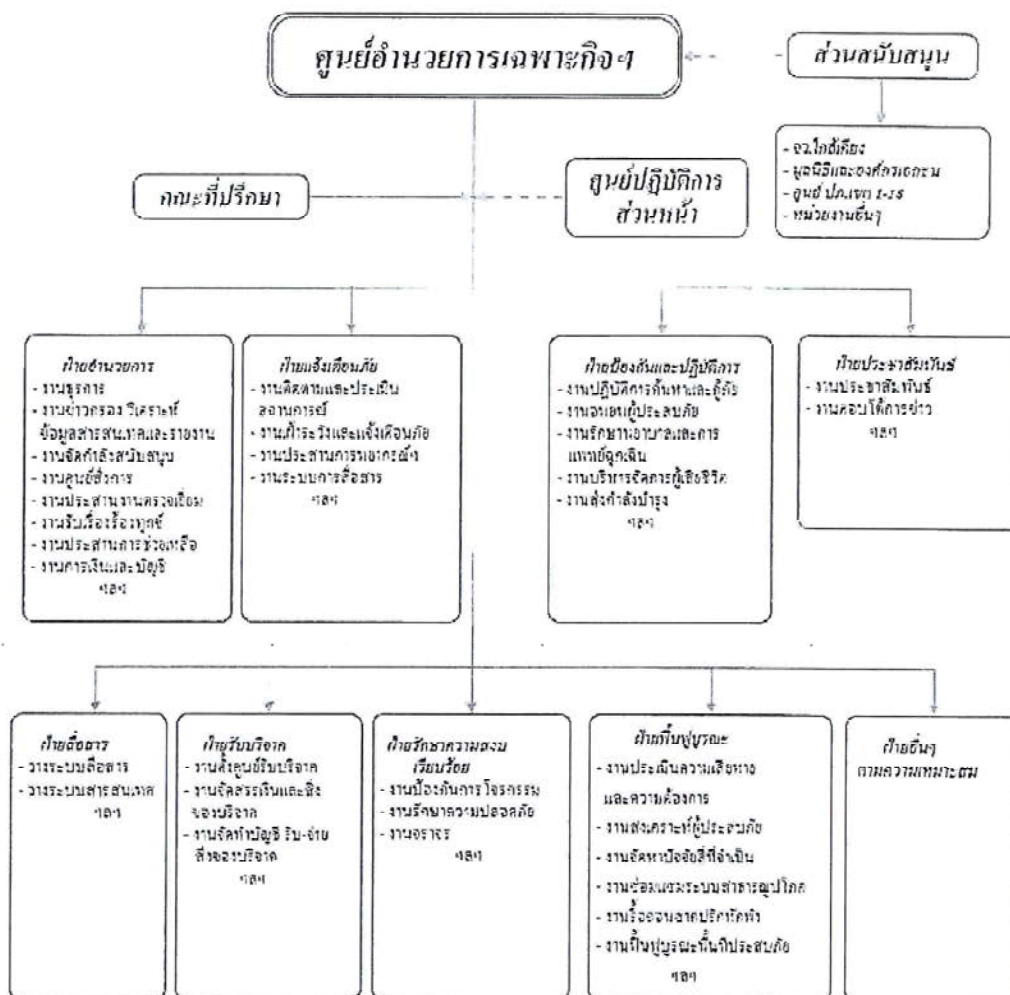 ศูนย์อำนวยการเฉพาะกิจฯ
ส่วนสนับสนุน
- จว.ใกล้เคียง
- มูลนิธิและองค์กรเอกชน
- ศูนย์ ปภ.เขต 1-18
- หน่วยงานอื่นๆ
คณะที่ปรึกษา
ศูนย์ปฏิบัติการ
ส่วนหน้า
ฝ่ายอำนวยการ
- งานธุรการ
- งานข่าวกรอง วิเคราะห์
ข้อมูลสารสนเทศและรายงาน
- งานจัดกำลังสนับสนุน
- งานศูนย์สั่งการ
- งานประสานงานตรวจเยี่ยม
- งานรับเรื่องร้องทุกข์
- งานประสานการช่วยเหลือ
- งานการเงินและบัญชี
ฯลฯ
ฝ่ายแจ้งเตือนภัย
- งานติดตามและประเมิน
สถานการณ์
- งานเฝ้าระวังและแจ้งเตือนภัย
- งานประสานการพยากรณ์ฯ
- งานระบบการสื่อสาร
ฯลฯ
ฝ่ายป้องกันและปฏิบัติการ
- งานปฏิบัติการค้นหาและกู้ภัย
- งานอพยพผู้ประสบภัย
- งานรักษาพยาบาลและการ
แพทย์ฉุกเฉิน
- งานบริหารจัดการผู้เสียชีวิต
- งานส่งกำลังบำรุง
ฯลฯ
ฝ่ายประชาสัมพันธ์
- งานประชาสัมพันธ์
- งานตอบโต้การข่าว
ฯลฯ
ฝ่ายสื่อสาร
- วางระบบสื่อสาร
- วางระบบสารสนเทศ
ฯลฯ
ฝ่ายรับบริจาค
- งานตั้งศูนย์รับบริจาค
- งานจัดสรรเงินและสิ่ง
ของบริจาค
- งานจัดทำบัญชี รับ-จ่าย
สิ่งของบริจาค
ฯลฯ
ฝ่ายรักษาความสงบ
เรียบร้อย
- งานป้องกันการโจรกรรม
- งานรักษาความปลอดภัย
- งานจราจร
ฯลฯ
ฝ่ายฟื้นฟูบูรณะ
- งานประเมินความเสียหาย
และความต้องการ
- งานสงเคราะห์ผู้ประสบภัย
- งานจัดหาปัจจัยสี่ที่จำเป็น
- งานซ่อมแซมระบบสาธารณูปโภค
- งานรื้อถอนซากปรักหักพัง
- งานฟื้นฟูบูรณะพื้นที่ประสบภัย
ฯลฯ
ฝ่ายอื่นๆ
ตามความเหมาะสม